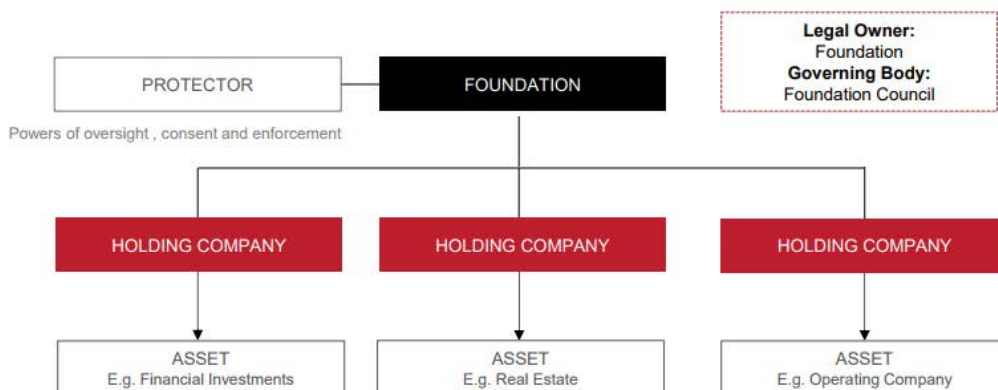 Legal Owner:
Foundation
Governing Body:
Foundation Council
PROTECTOR
FOUNDATION
Powers of oversight , consent and enforcement
HOLDING COMPANY
HOLDING COMPANY
HOLDING COMPANY
ASSET
E.g. Financial Investments
ASSET
E.g. Real Estate
ASSET
E.g. Operating Company